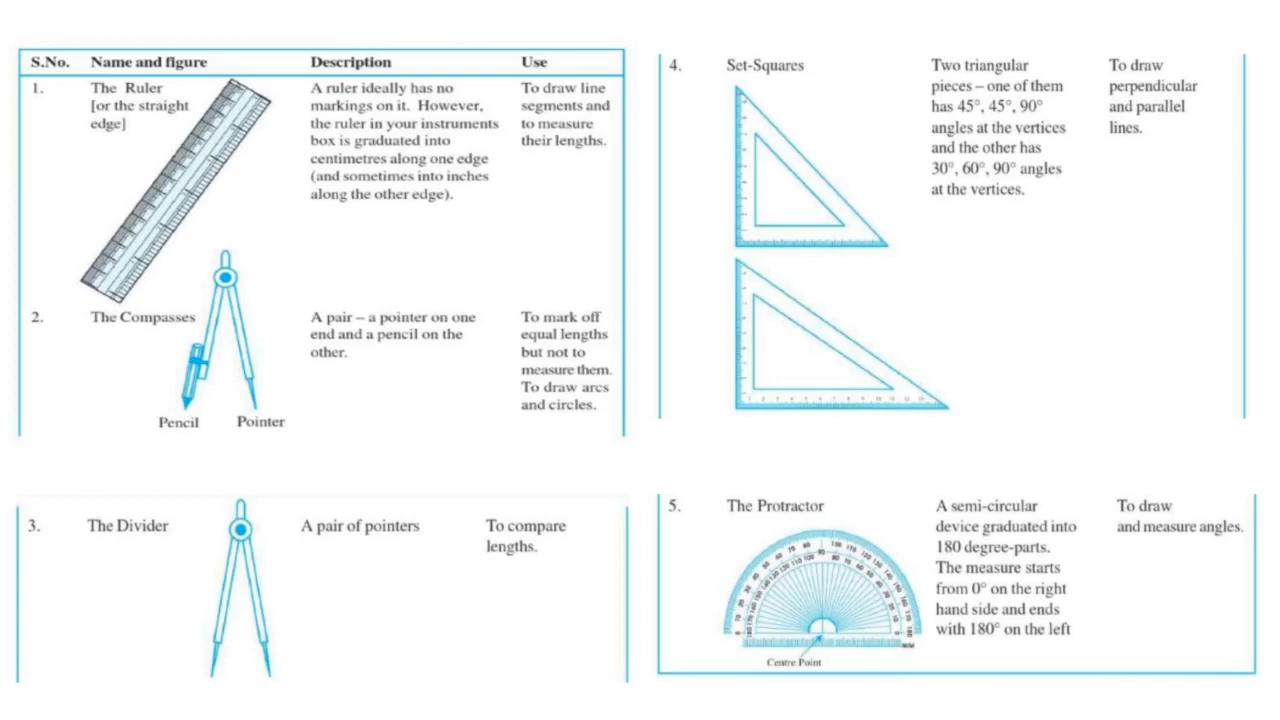 S.No. Name and figure Description Use
1. The Ruler
[or the straight
edge]
A ruler ideally has no
markings on it. However,
the ruler in your instruments
box is graduated into
centimetres along one edge
(and sometimes into inches
along the other edge).
To draw line
segments and
to measure
their lengths.
2. The Compasses
Pencil Pointer
A pair – a pointer on one
end and a pencil on the
other.
To mark off
equal lengths
but not to
measure them.
To draw arcs
and circles.
3. The Divider
A pair of pointers
To compare
lengths.
4. Set-Squares
Two triangular
pieces – one of them
has 45°, 45°, 90°
angles at the vertices
and the other has
30°, 60°, 90° angles
at the vertices.
To draw
perpendicular
and parallel
lines.
5. The Protractor
Centre Point
A semi-circular
device graduated into
180 degree-parts.
The measure starts
from 0° on the right
hand side and ends
with 180° on the left
To draw
and measure angles.